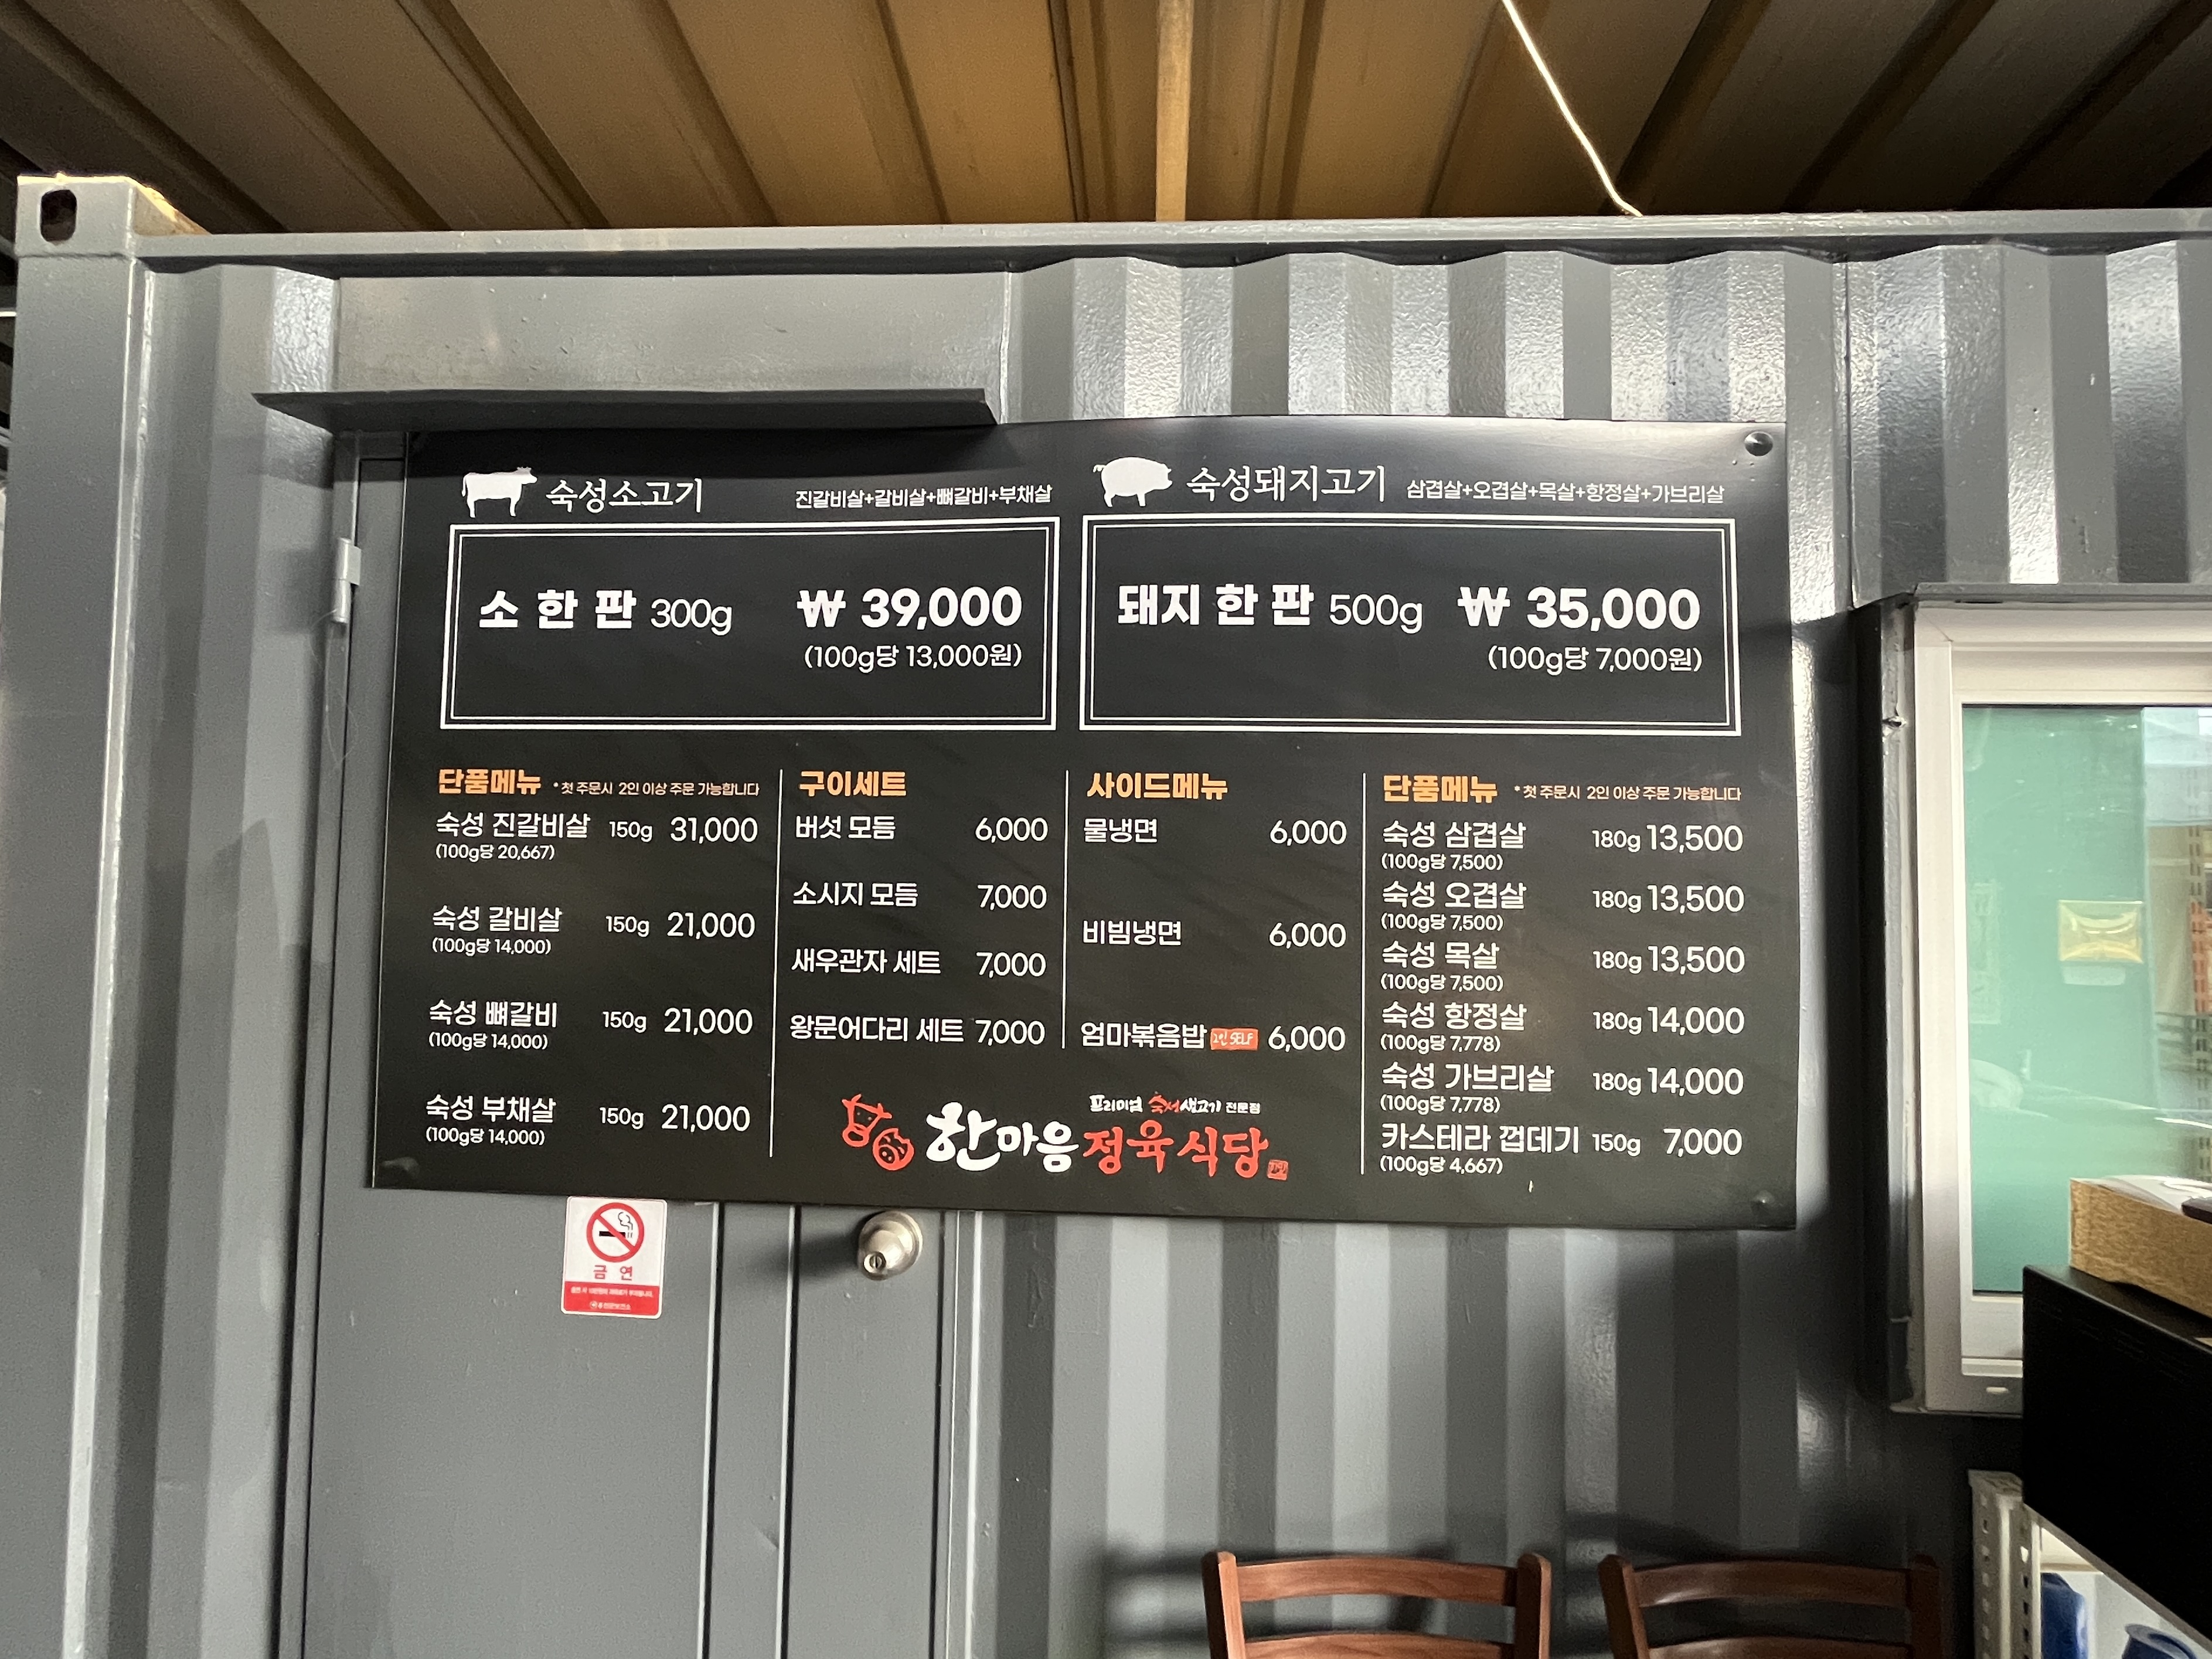 숙성소고기 진갈비살+갈비살+뼈갈비+부채살
소 한 판 300g ₩ 39,000
(100g당 13,000원)
숙성돼지고기 삼겹살+오겹살+목살+항정살+가브리살
돼지 한 판 500g ₩ 35,000
(100g당 7,000원)
단품메뉴 *첫 주문시 2인 이상 주문 가능합니다
숙성 진갈비살 150g 31,000
(100g당 20,667)
숙성 갈비살 150g 21,000
(100g당 14,000)
숙성 뼈갈비 150g 21,000
(100g당 14,000)
숙성 부채살 150g 21,000
(100g당 14,000)
구이세트
버섯 모듬 6,000
소시지 모듬 7,000
새우관자 세트 7,000
왕문어다리 세트 7,000
사이드메뉴
물냉면 6,000
비빔냉면 6,000
엄마볶음밥 SELF 6,000
단품메뉴 *첫 주문시 2인 이상 주문 가능합니다
숙성 삼겹살 180g 13,500
(100g당 7,500)
숙성 오겹살 180g 13,500
(100g당 7,500)
숙성 목살 180g 13,500
(100g당 7,500)
숙성 항정살 180g 14,000
(100g당 7,778)
숙성 가브리살 180g 14,000
(100g당 7,778)
카스테라 껍데기 150g 7,000
(100g당 4,667)
프리미엄 숙성생고기 전문점
한마음정육식당
금 연